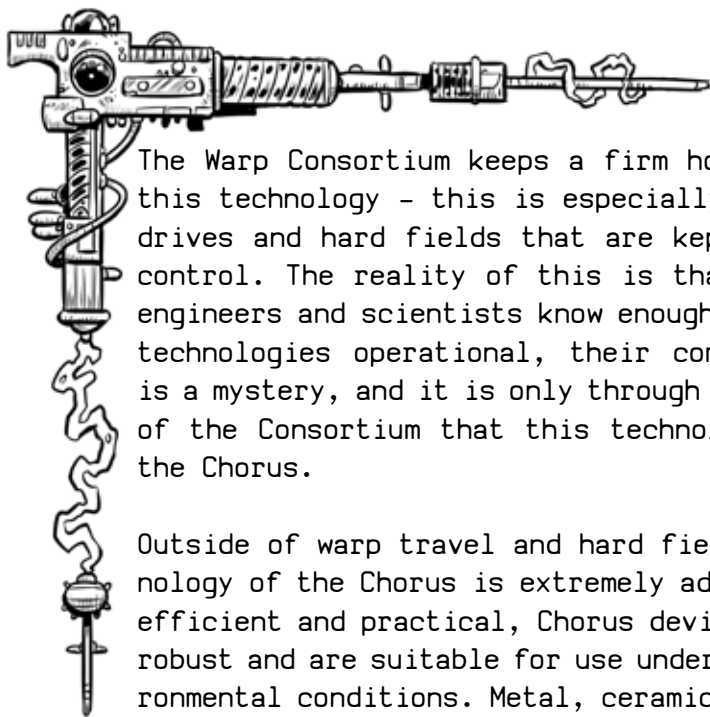 The Warp Consortium keeps a firm ho
this technology – this is especiall
drives and hard fields that are kep
control. The reality of this is tha
engineers and scientists know enough
technologies operational, their co
is a mystery, and it is only through
of the Consortium that this techno
the Chorus.
Outside of warp travel and hard fie
nology of the Chorus is extremely ad
efficient and practical, Chorus devi
robust and are suitable for use under
ronmental conditions. Metal, ceramic